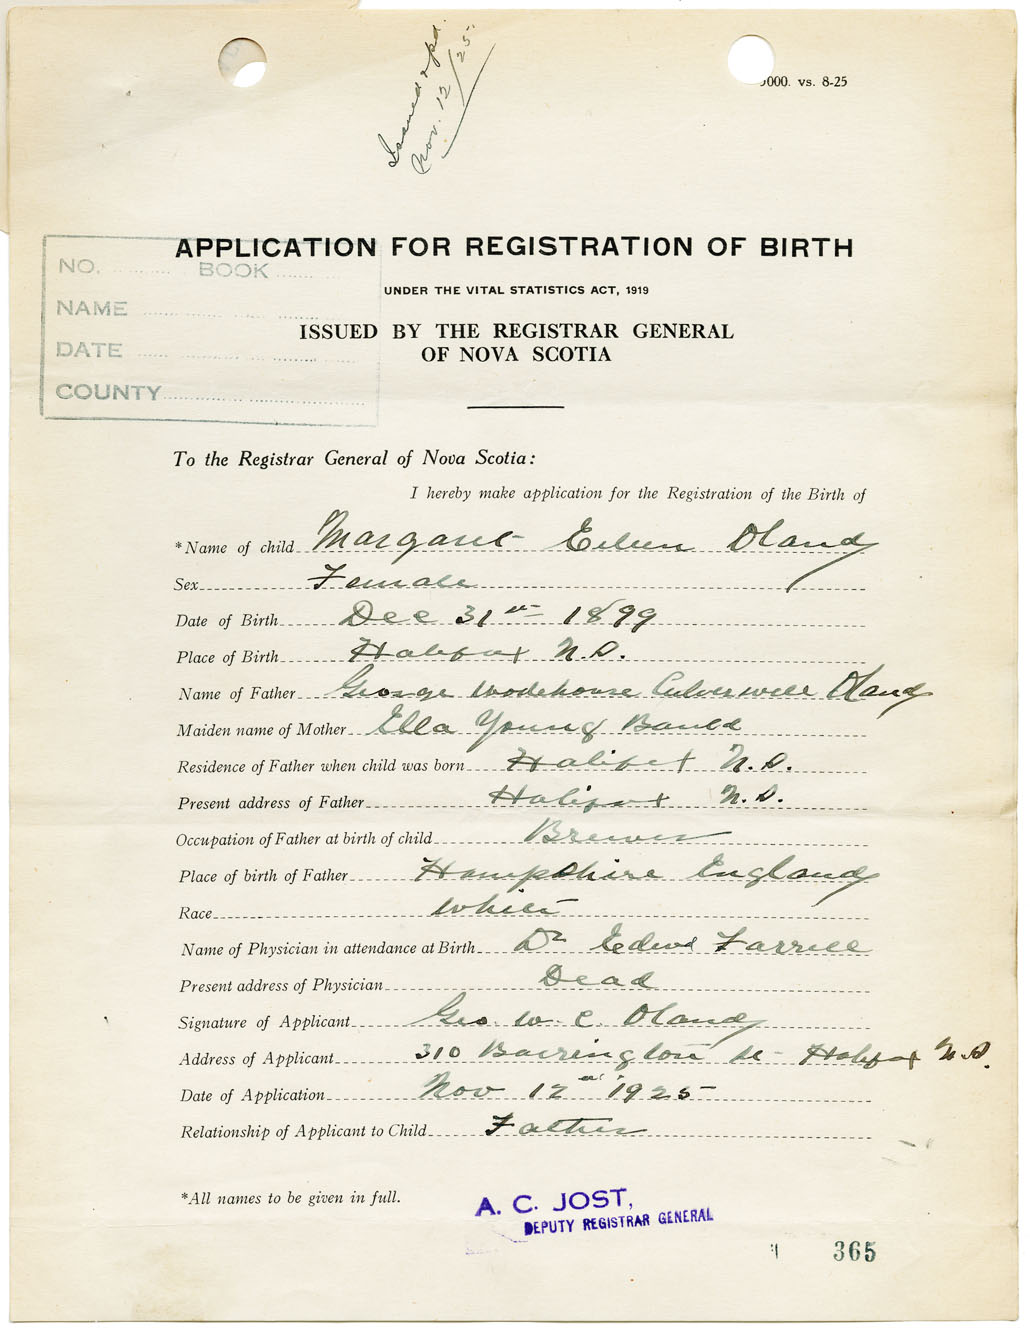 Issued & pd.
Nov. 12/25.
000. vs. 8-25
APPLICATION FOR REGISTRATION OF BIRTH
NO. ........ BOOK ........
UNDER THE VITAL STATISTICS ACT, 1919
NAME
ISSUED BY THE REGISTRAR GENERAL
DATE
OF NOVA SCOTIA
COUNTY
To the Registrar General of Nova Scotia:
I hereby make application for the Registration of the Birth of
*Name of child Margaret Eileen Oland
Sex Female
Date of Birth Dec 31st 1899
Place of Birth Halifax N.S.
Name of Father George Wodehouse Culverwell Oland
Maiden name of Mother Ella Young Bauld
Residence of Father when child was born Halifax N.S.
Present address of Father Halifax N.S.
Occupation of Father at birth of child Brewer
Place of birth of Father Hampshire England
Race White
Name of Physician in attendance at Birth Dr Edwd Farrell
Present address of Physician Dead
Signature of Applicant Geo. W. C. Oland
Address of Applicant 310 Barrington St - Halifax N.S.
Date of Application Nov 12th 1925
Relationship of Applicant to Child Father
*All names to be given in full.
A. C. JOST,
DEPUTY REGISTRAR GENERAL
365